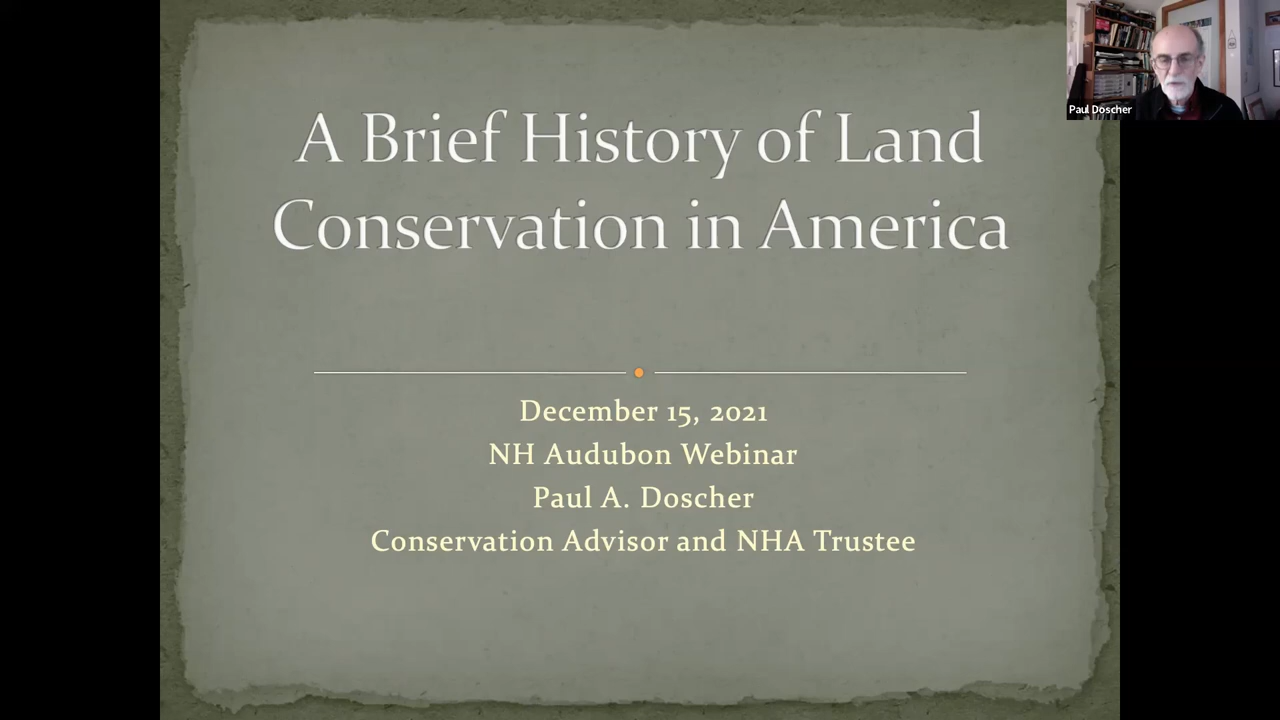 A Brief History of Land
Conservation in America
December 15, 2021
NH Audubon Webinar
Paul A. Doscher
Conservation Advisor and NHA Trustee
Paul Doscher